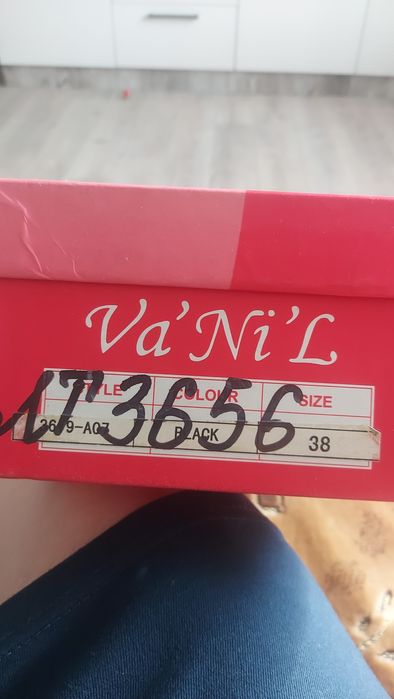 Va'Ni'L
STYLE COLOUR SIZE
1T3656
BLACK 38